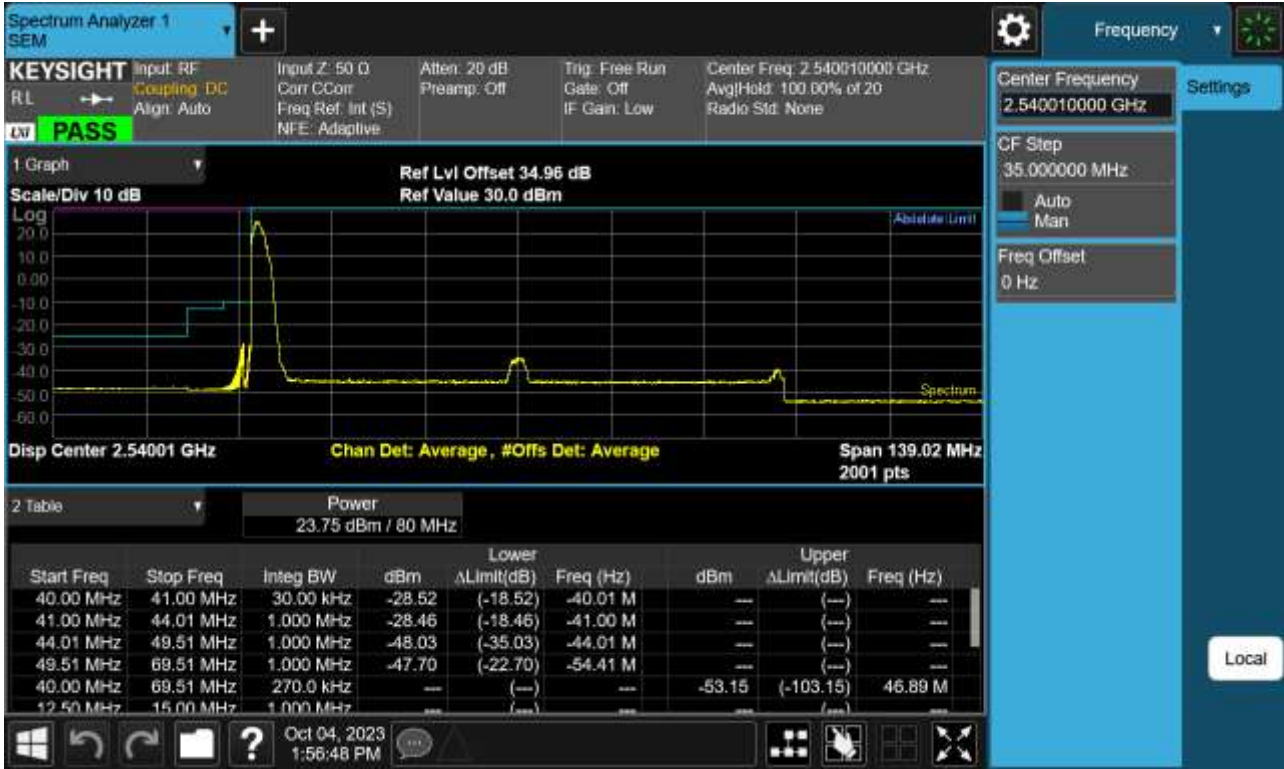 Spectrum Analyzer 1
SEM
+
Frequency
KEYSIGHT
RL
LXI
PASS
Input: RF
Coupling: DC
Align: Auto
Input Z: 50 Ω
Corr CCorr
Freq Ref: Int (S)
NFE: Adaptive
Atten: 20 dB
Preamp: Off
Trig: Free Run
Gate: Off
IF Gain: Low
Center Freq: 2.540010000 GHz
Avg|Hold: 100.00% of 20
Radio Std: None
Center Frequency
2.540010000 GHz
Settings
CF Step
35.000000 MHz
Auto
Man
Freq Offset
0 Hz
Local
1 Graph
Scale/Div 10 dB
Ref Lvl Offset 34.96 dB
Ref Value 30.0 dBm
Log
Absolute Limit
20.0
10.0
0.00
-10.0
-20.0
-30.0
-40.0
-50.0
-60.0
Spectrum
Disp Center 2.54001 GHz
Chan Det: Average, #Offs Det: Average
Span 139.02 MHz
2001 pts
2 Table
Power
23.75 dBm / 80 MHz
Lower Upper
Start Freq Stop Freq Integ BW dBm ΔLimit(dB) Freq (Hz) dBm ΔLimit(dB) Freq (Hz)
40.00 MHz 41.00 MHz 30.00 kHz -28.52 (-18.52) -40.01 M --- (---) ---
41.00 MHz 44.01 MHz 1.000 MHz -28.46 (-18.46) -41.00 M --- (---) ---
44.01 MHz 49.51 MHz 1.000 MHz -48.03 (-35.03) -44.01 M --- (---) ---
49.51 MHz 69.51 MHz 1.000 MHz -47.70 (-22.70) -54.41 M --- (---) ---
40.00 MHz 69.51 MHz 270.0 kHz --- (---) --- -53.15 (-103.15) 46.89 M
12.50 MHz 15.00 MHz 1.000 MHz --- (---) --- --- (---) ---
?
Oct 04, 2023
1:56:48 PM